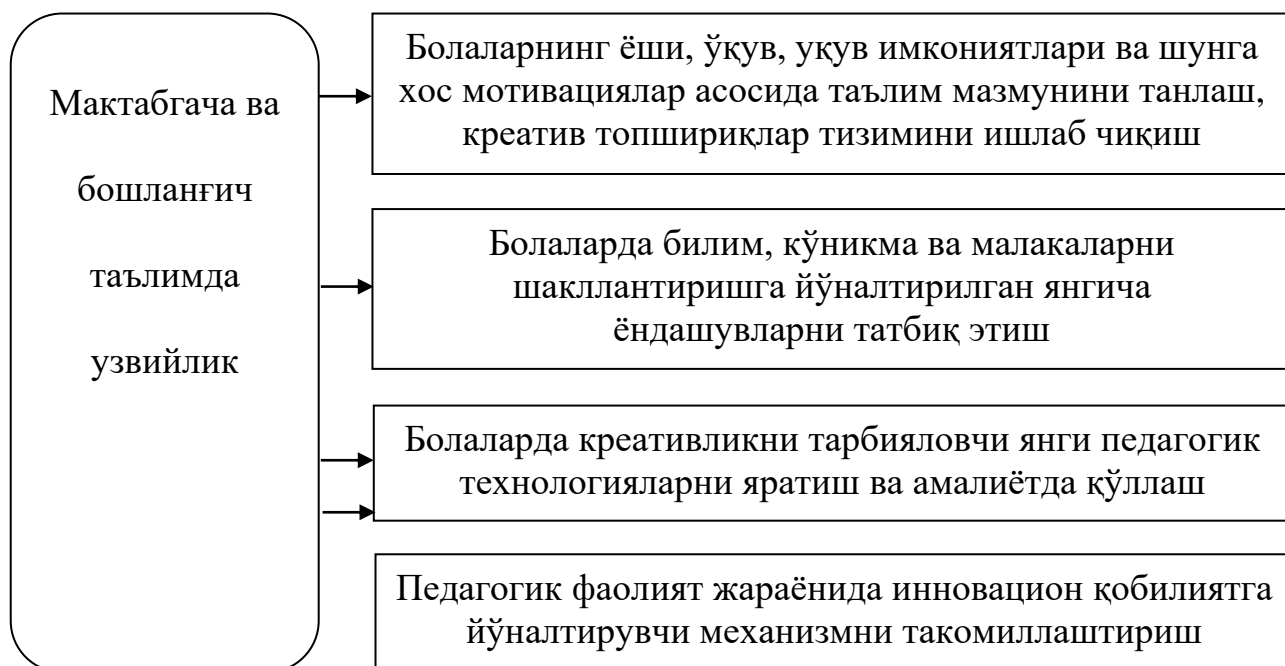 Мактабгача ва
бошланғич
таълимда
узвийлик
Болаларнинг ёши, ўқув, уқув имкониятлари ва шунга
хос мотивациялар асосида таълим мазмунини танлаш,
креатив топшириқлар тизимини ишлаб чиқиш
Болаларда билим, кўникма ва малакаларни
шакллантиришга йўналтирилган янгича
ёндашувларни татбиқ этиш
Болаларда креативликни тарбияловчи янги педагогик
технологияларни яратиш ва амалиётда қўллаш
Педагогик фаолият жараёнида инновацион қобилиятга
йўналтирувчи механизмни такомиллаштириш